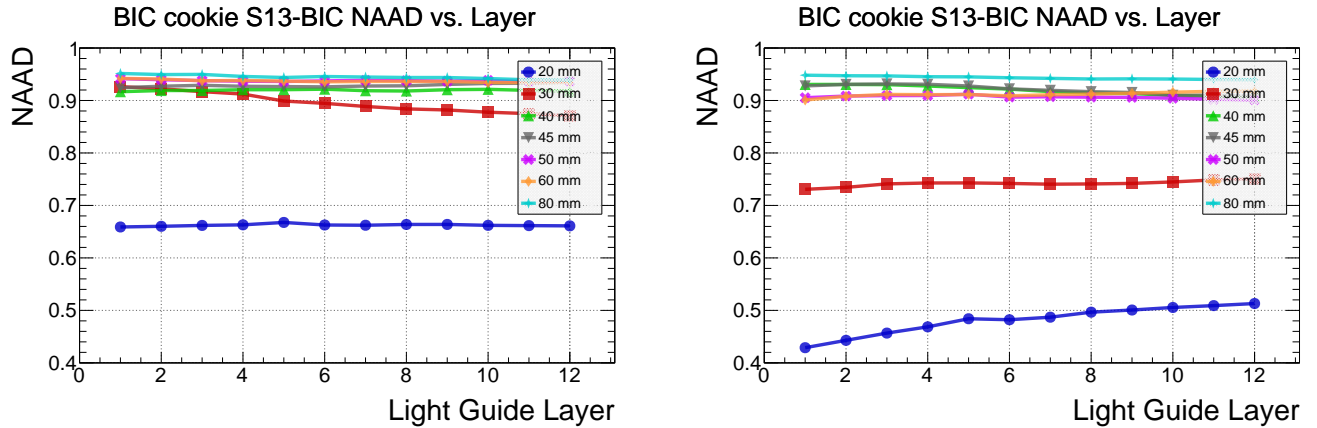 BIC cookie S13-BIC NAAD vs. Layer
NAAD
1
0.9
0.8
0.7
0.6
0.5
0.4
0 2 4 6 8 10 12
Light Guide Layer
20 mm
30 mm
40 mm
45 mm
50 mm
60 mm
80 mm
BIC cookie S13-BIC NAAD vs. Layer
NAAD
1
0.9
0.8
0.7
0.6
0.5
0.4
0 2 4 6 8 10 12
Light Guide Layer
20 mm
30 mm
40 mm
45 mm
50 mm
60 mm
80 mm